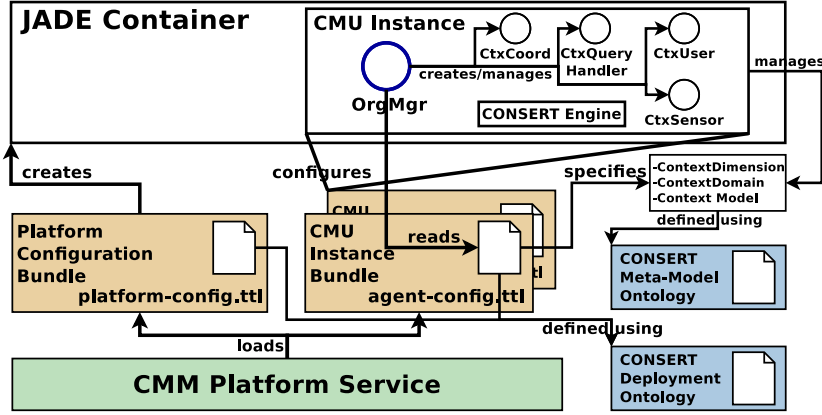 JADE Container
CMU Instance
CtxCoord
CtxQuery
Handler
CtxUser
creates/manages
manages
OrgMgr
CONSERT Engine
CtxSensor
creates
configures
specifies
-ContextDimension
-ContextDomain
-Context Model
defined using
CMU
Platform
Configuration
Bundle
platform-config.ttl
CMU
Instance
Bundle
reads
agent-config.ttl
tl
CONSERT
Meta-Model
Ontology
defined using
loads
CONSERT
Deployment
Ontology
CMM Platform Service